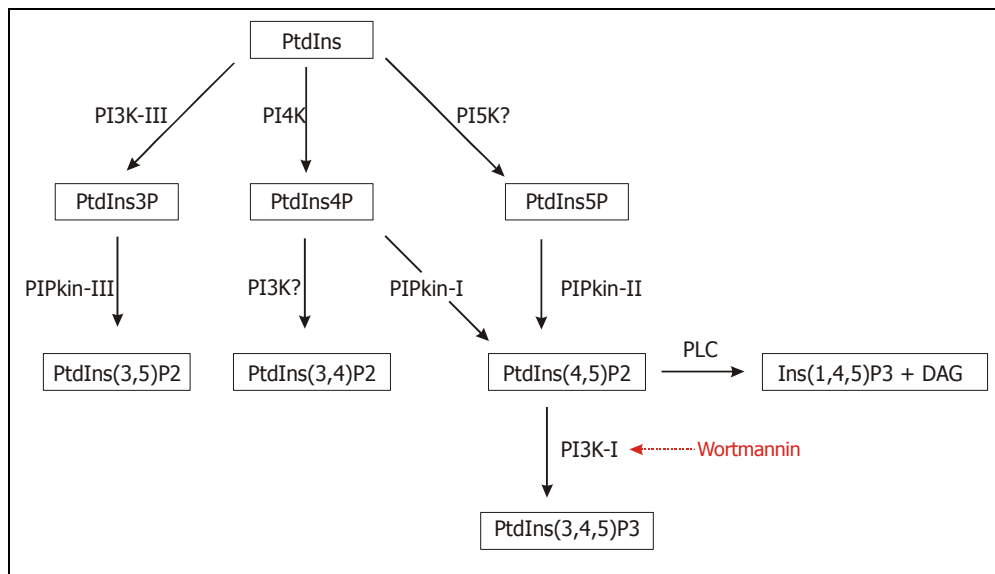 PtdIns
PI3K-III
PI4K
PI5K?
PtdIns3P
PtdIns4P
PtdIns5P
PIPkin-III
PI3K?
PIPkin-I
PIPkin-II
PtdIns(3,5)P2
PtdIns(3,4)P2
PtdIns(4,5)P2
PLC
Ins(1,4,5)P3 + DAG
PI3K-I
Wortmannin
PtdIns(3,4,5)P3